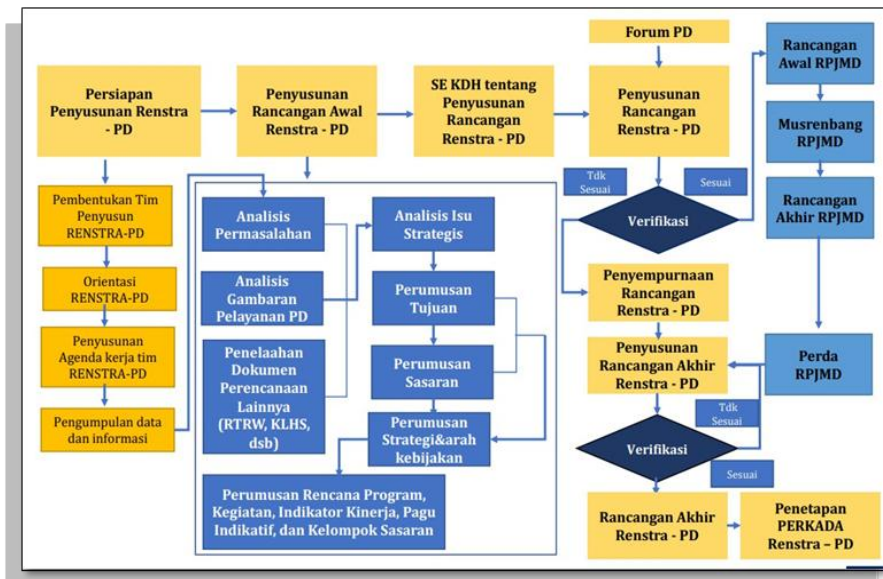 Persiapan
Penyusunan Renstra
- PD
Penyusunan
Rancangan Awal
Renstra - PD
SE KDH tentang
Penyusunan
Rancangan
Renstra - PD
Forum PD
Penyusunan
Rancangan
Renstra - PD
Rancangan
Awal RPJMD
Musrenbang
RPJMD
Rancangan
Akhir RPJMD
Perda
RPJMD
Pembentukan Tim
Penyusun
RENSTRA-PD
Orientasi
RENSTRA-PD
Penyusunan
Agenda kerja tim
RENSTRA-PD
Pengumpulan data
dan informasi
Analisis
Permasalahan
Analisis
Gambaran
Pelayanan PD
Penelaahan
Dokumen
Perencanaan
Lainnya
(RTRW, KLHS,
dsb)
Analisis Isu
Strategis
Perumusan
Tujuan
Perumusan
Sasaran
Perumusan
Strategi&arah
kebijakan
Perumusan Rencana Program,
Kegiatan, Indikator Kinerja, Pagu
Indikatif, dan Kelompok Sasaran
Tdk
Sesuai
Sesuai
Verifikasi
Penyempurnaan
Rancangan
Renstra - PD
Penyusunan
Rancangan Akhir
Renstra - PD
Tdk
Sesuai
Verifikasi
Sesuai
Rancangan Akhir
Renstra - PD
Penetapan
PERKADA
Renstra – PD